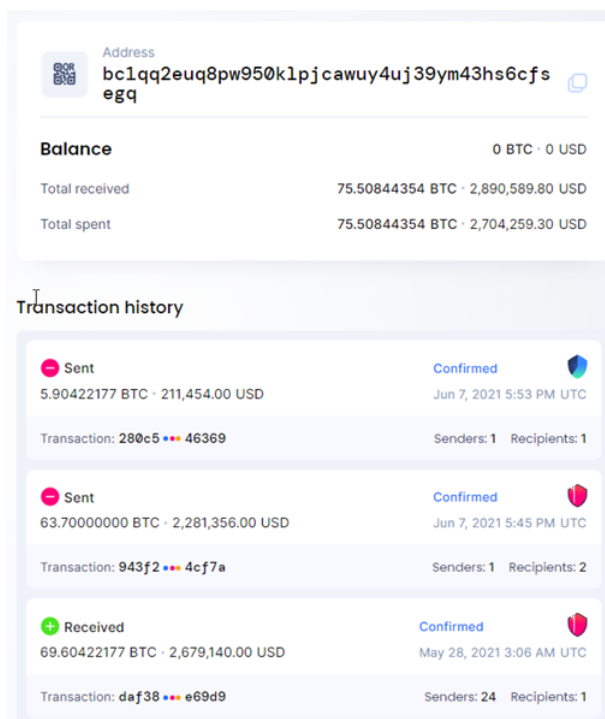 Address
bc1qq2euq8pw950klpjcawuy4uj39ym43hs6cfs
egq
Balance
0 BTC · 0 USD
Total received
75.50844354 BTC · 2,890,589.80 USD
Total spent
75.50844354 BTC · 2,704,259.30 USD
Transaction history
Sent
Confirmed
5.90422177 BTC · 211,454.00 USD
Jun 7, 2021 5:53 PM UTC
Transaction: 280c5 ••• 46369
Senders: 1 Recipients: 1
Sent
Confirmed
63.70000000 BTC · 2,281,356.00 USD
Jun 7, 2021 5:45 PM UTC
Transaction: 943f2 ••• 4cf7a
Senders: 1 Recipients: 2
Received
Confirmed
69.60422177 BTC · 2,679,140.00 USD
May 28, 2021 3:06 AM UTC
Transaction: daf38 ••• e69d9
Senders: 24 Recipients: 1